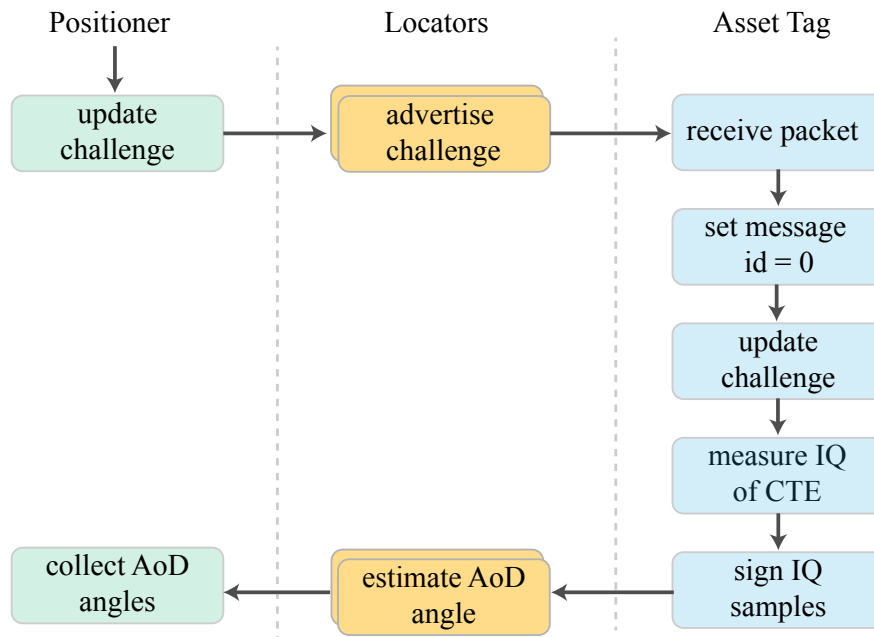 Positioner
Locators
Asset Tag
update
challenge
advertise
challenge
receive packet
set message
id = 0
update
challenge
measure IQ
of CTE
collect AoD
angles
estimate AoD
angle
sign IQ
samples